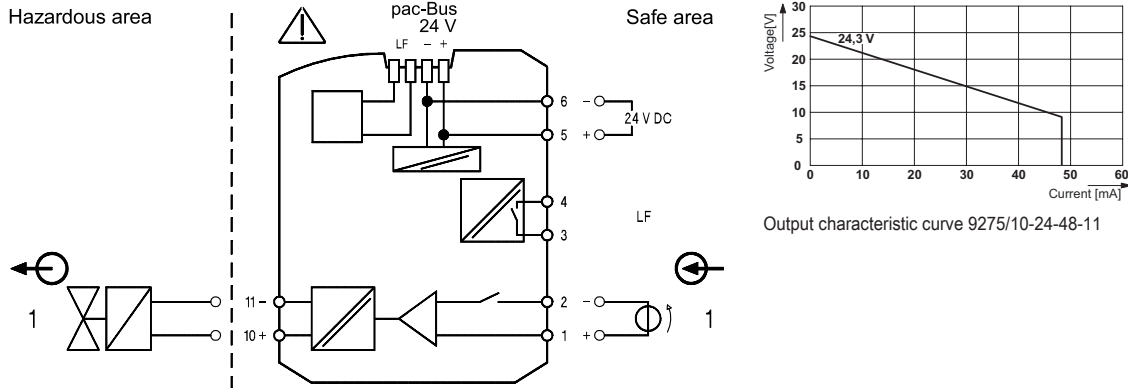 Hazardous area
pac-Bus
24 V
Safe area
LF
− +
6 −
24 V DC
5 +
4
LF
3
1
11 −
10 +
2 −
1 +
1
Voltage[V]
30
25
20
15
10
5
0
24,3 V
0 10 20 30 40 50 60
Current [mA]
Output characteristic curve 9275/10-24-48-11